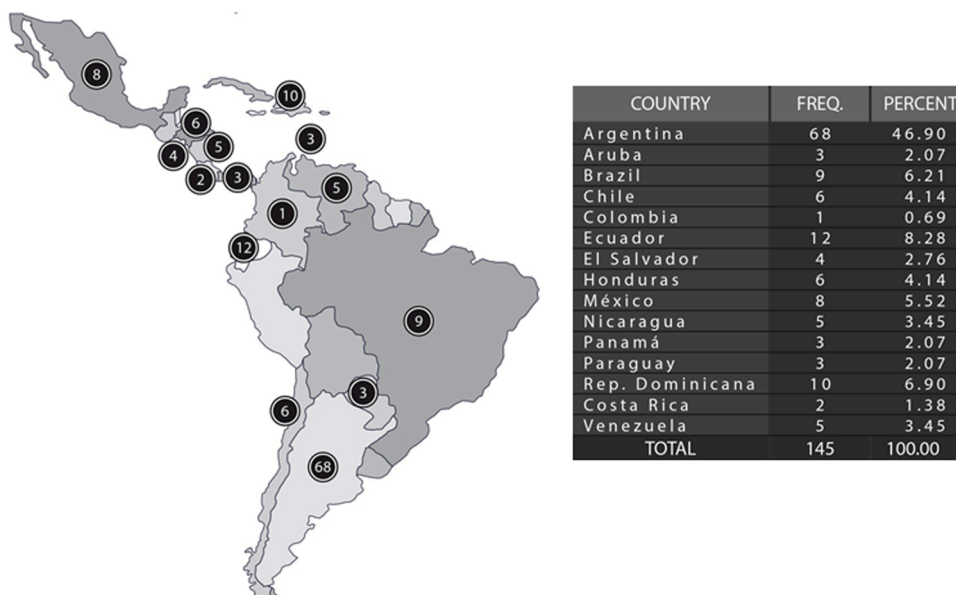 8
10
6
3
5
4
3
2
5
1
12
9
3
6
68
COUNTRY FREQ. PERCENT
Argentina 68 46.90
Aruba 3 2.07
Brazil 9 6.21
Chile 6 4.14
Colombia 1 0.69
Ecuador 12 8.28
El Salvador 4 2.76
Honduras 6 4.14
México 8 5.52
Nicaragua 5 3.45
Panamá 3 2.07
Paraguay 3 2.07
Rep. Dominicana 10 6.90
Costa Rica 2 1.38
Venezuela 5 3.45
TOTAL 145 100.00